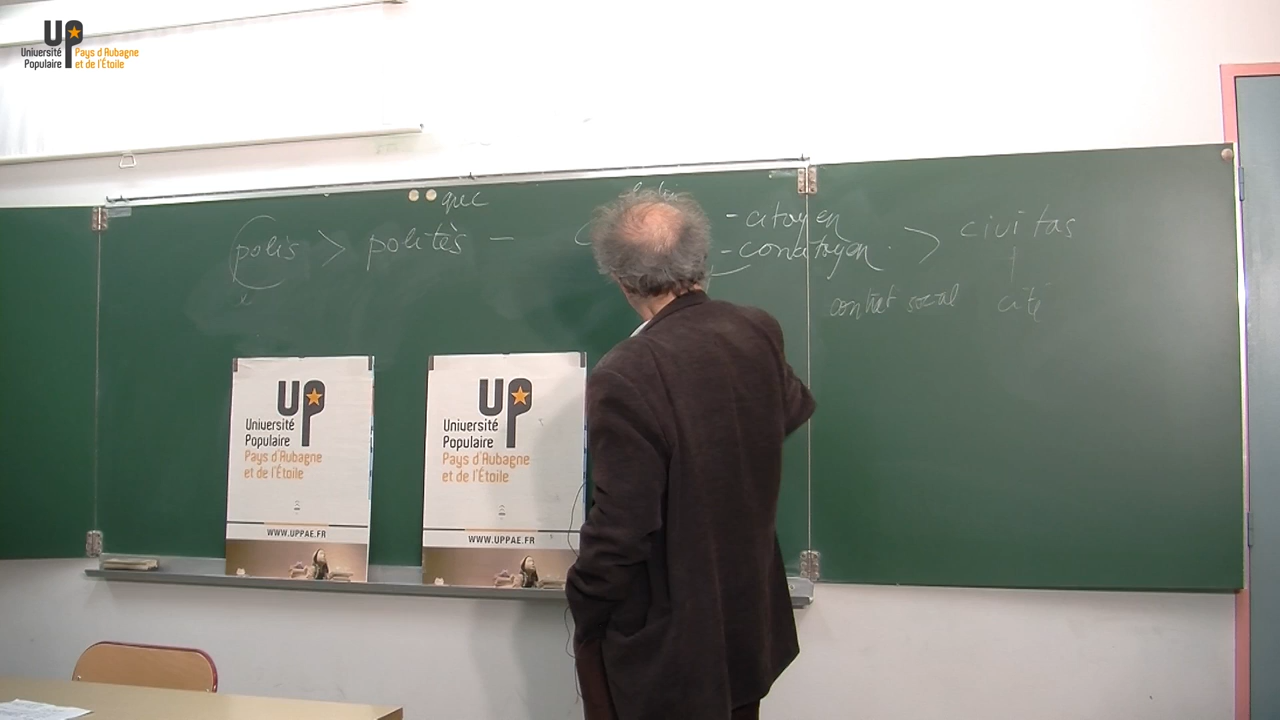 UP
Université
Populaire
Pays d'Aubagne
et de l'Étoile
grec
polis > politès —
- citoyen
- concitoyen . > civitas
contrat social cité
UP
Université
Populaire
Pays d'Aubagne
et de l'Étoile
WWW.UPPAE.FR
UP
Université
Populaire
Pays d'Aubagne
et de l'Étoile
WWW.UPPAE.FR